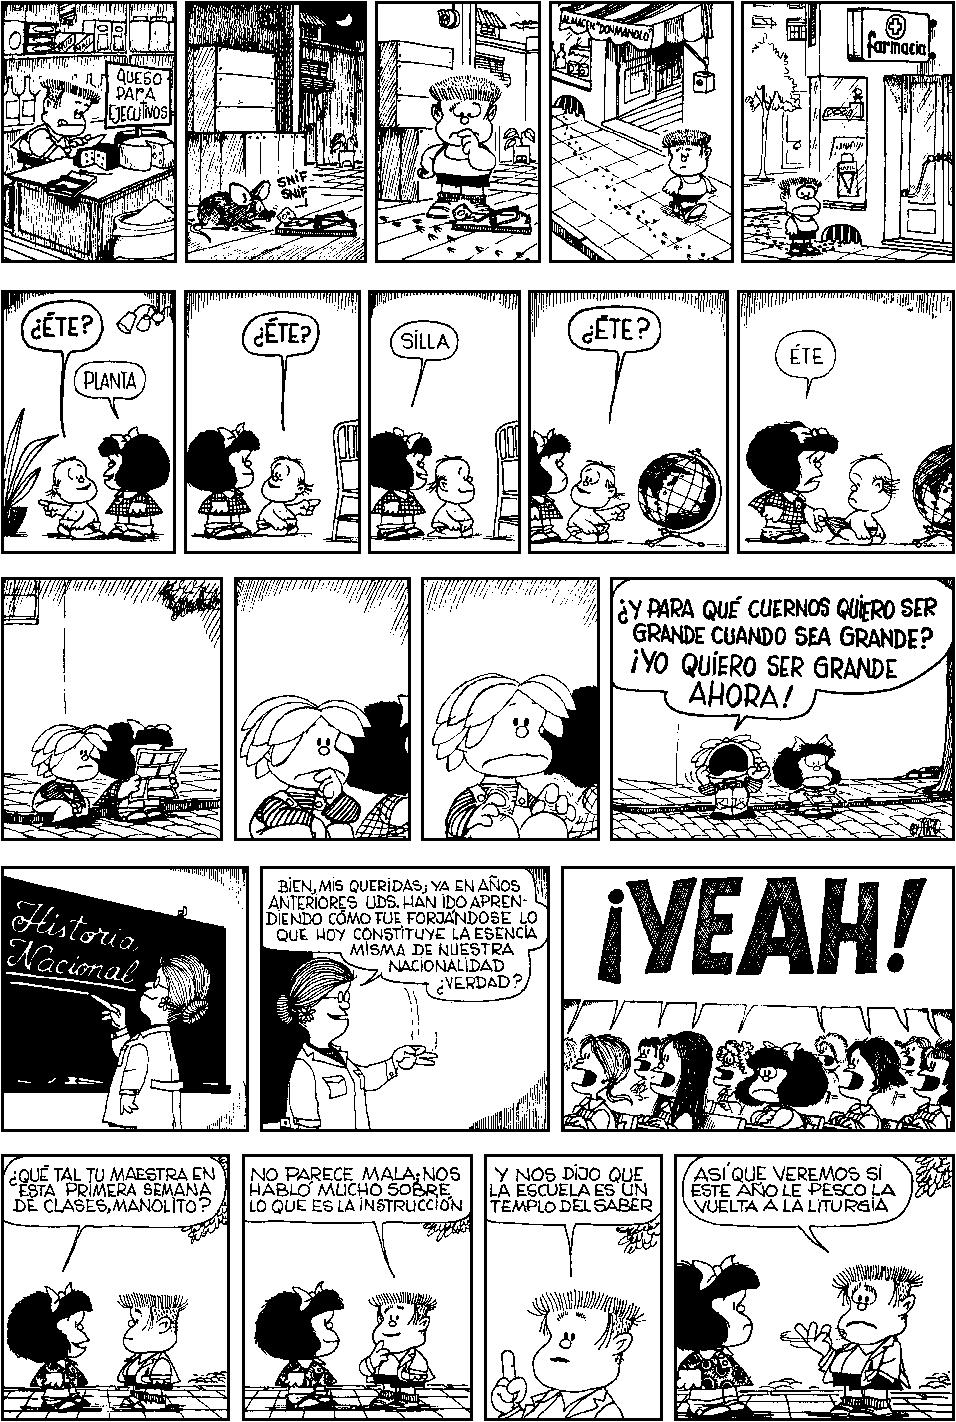 QUESO
PARA
EJECUTIVOS
SNIF
SNIF
ALMACEN "DON MANOLO"
farmacia
¿ÉTE?
PLANTA
¿ÉTE?
SILLA
¿ÉTE?
ÉTE
¿Y PARA QUÉ CUERNOS QUIERO SER
GRANDE CUANDO SEA GRANDE?
¡YO QUIERO SER GRANDE
AHORA!
Historia
Nacional
BIEN, MIS QUERIDAS; YA EN AÑOS
ANTERIORES UDS. HAN IDO APREN-
DIENDO CÓMO FUE FORJÁNDOSE LO
QUE HOY CONSTITUYE LA ESENCIA
MISMA DE NUESTRA
NACIONALIDAD
¿VERDAD?
¡YEAH!
¿QUÉ TAL TU MAESTRA EN
ESTA PRIMERA SEMANA
DE CLASES, MANOLITO?
NO PARECE MALA; NOS
HABLÓ MUCHO SOBRE
LO QUE ES LA INSTRUCCIÓN
Y NOS DIJO QUE
LA ESCUELA ES UN
TEMPLO DEL SABER
ASÍ QUE VEREMOS SI
ESTE AÑO LE PESCO LA
VUELTA A LA LITURGIA